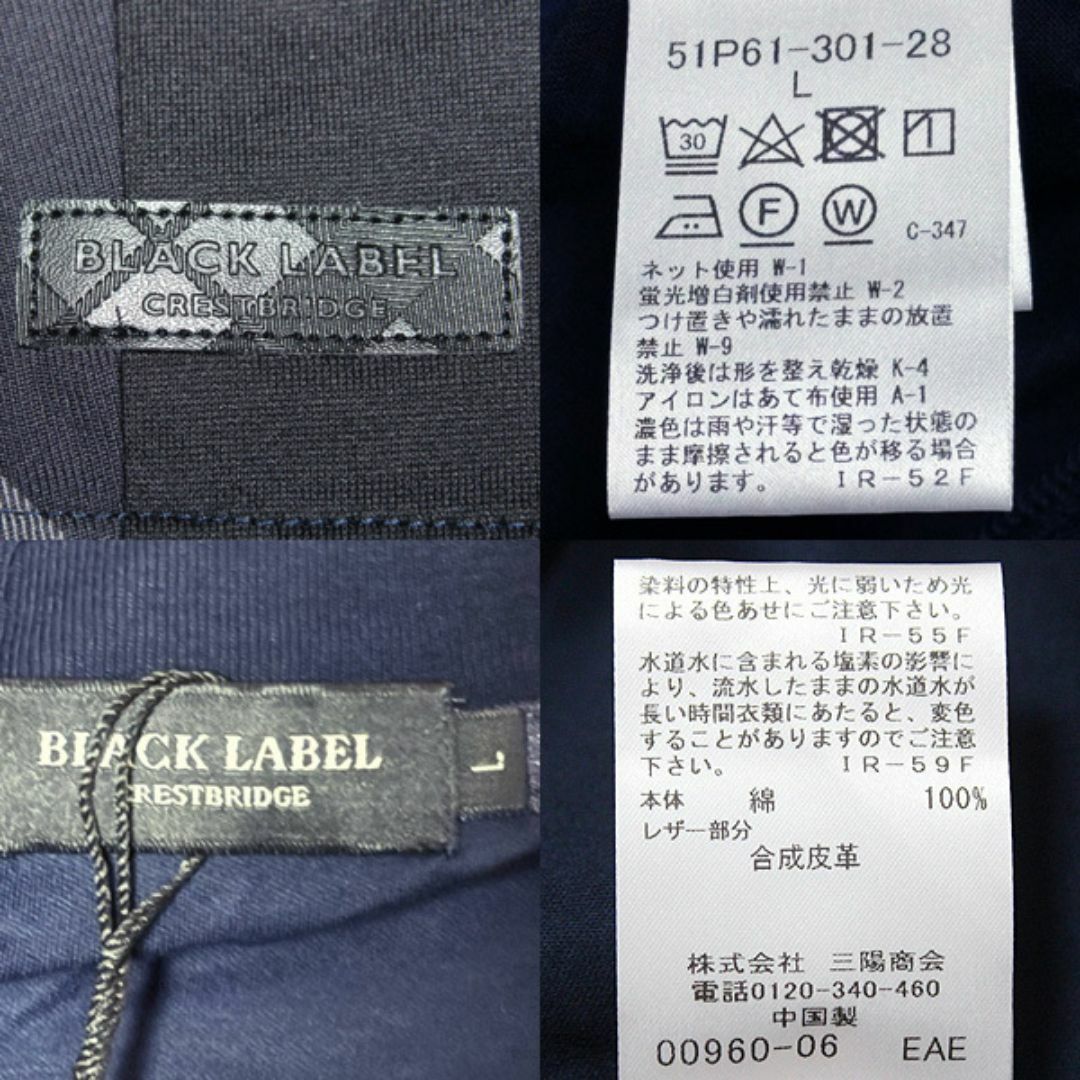 BLACK LABEL
CRESTBRIDGE
51P61-301-28
L
30
F
W
C-347
ネット使用 W-1
蛍光増白剤使用禁止 W-2
つけ置きや濡れたままの放置
禁止 W-9
洗浄後は形を整え乾燥 K-4
アイロンはあて布使用 A-1
濃色は雨や汗等で湿った状態の
まま摩擦されると色が移る場合
があります。 IR-52F
BLACK LABEL
RESTBRIDGE
L
染料の特性上、光に弱いため光
による色あせにご注意下さい。
IR-55F
水道水に含まれる塩素の影響に
より、流水したままの水道水が
長い時間衣類にあたると、変色
することがありますのでご注意
下さい。 IR-59F
本体 綿 100%
レザー部分
合成皮革
株式会社 三陽商会
電話0120-340-460
中国製
00960-06 EAE